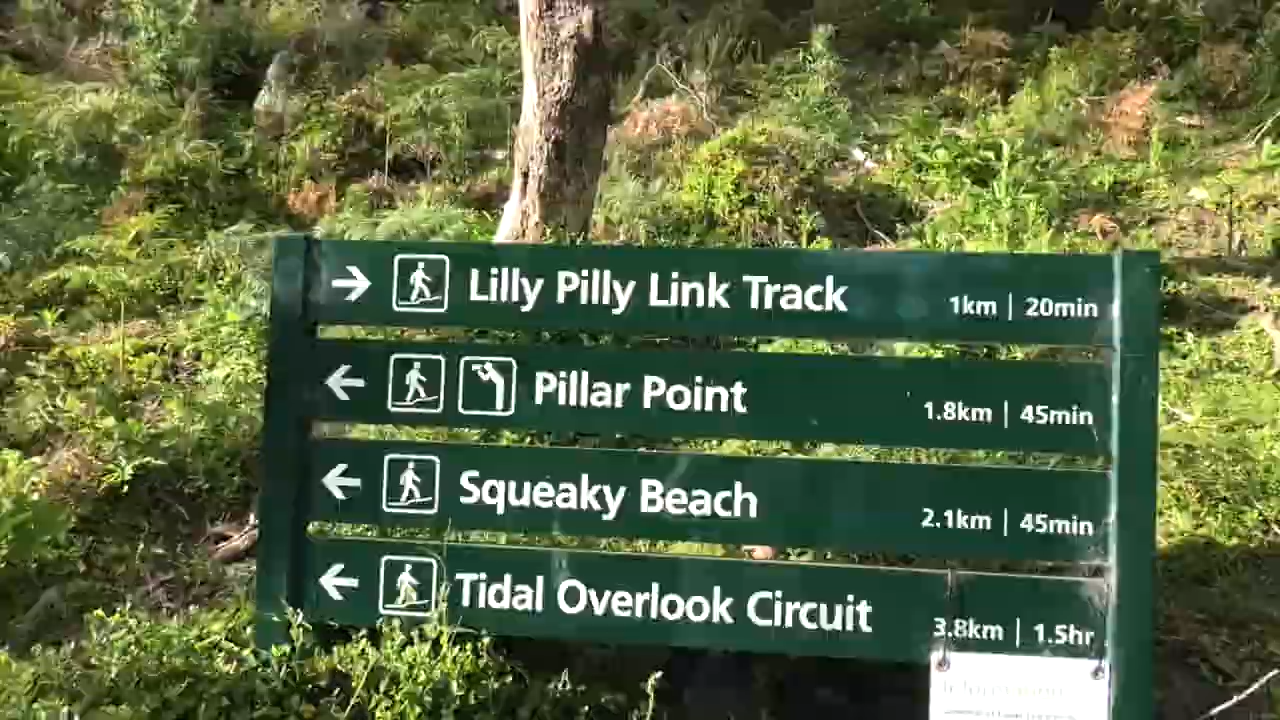 Lilly Pilly Link Track 1km | 20min
Pillar Point 1.8km | 45min
Squeaky Beach 2.1km | 45min
Tidal Overlook Circuit 3.8km | 1.5hr